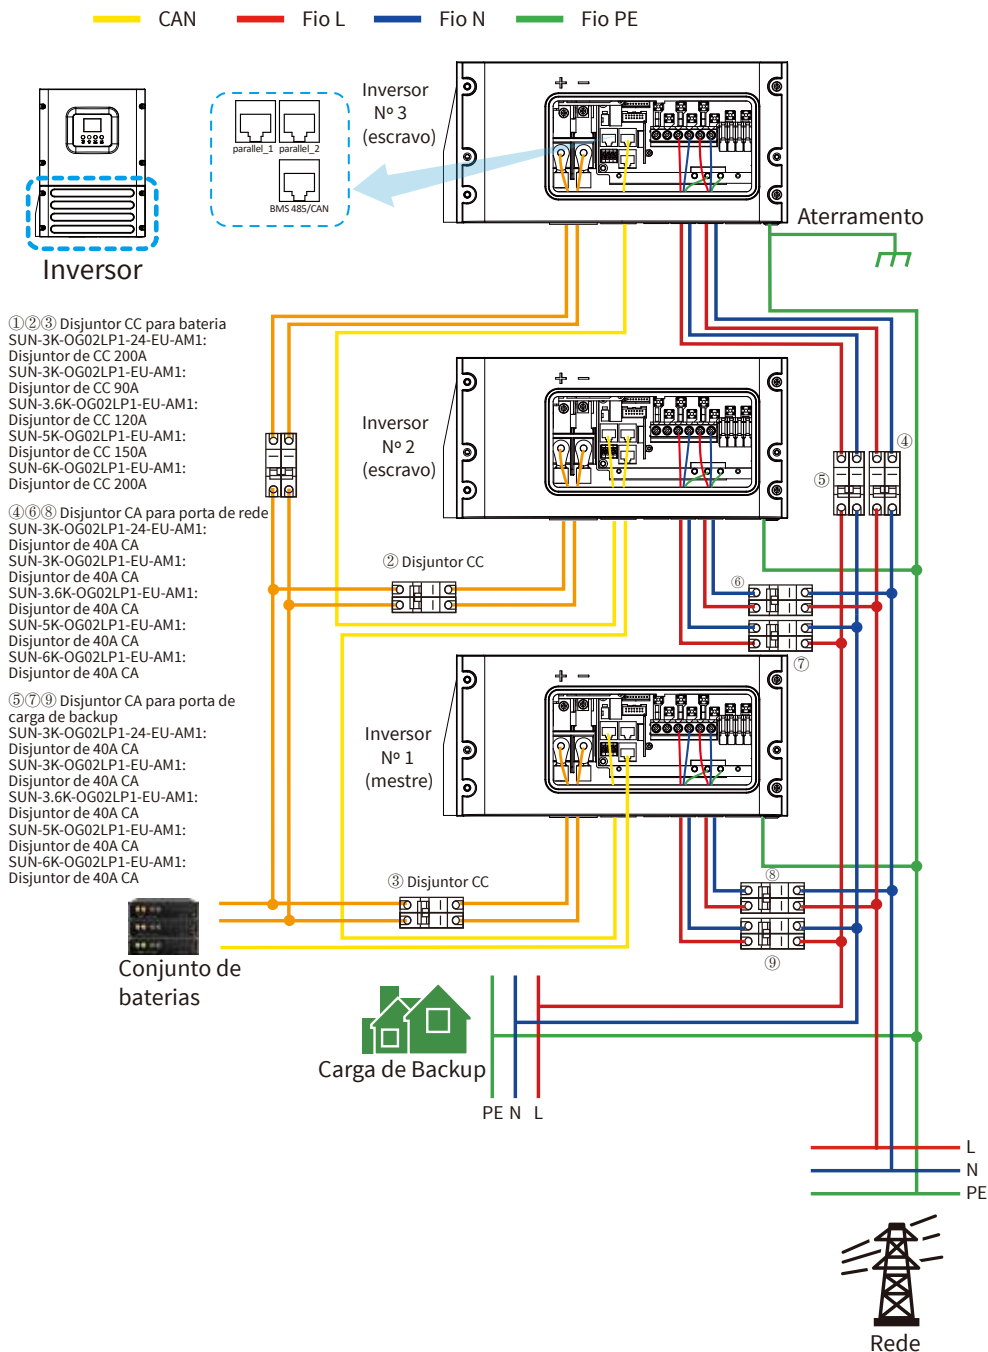 CAN
Fio L
Fio N
Fio PE
Inversor
Nº 3
(escravo)
parallel_1
parallel_2
BMS 485/CAN
Inversor
Aterramento
①②③ Disjuntor CC para bateria
SUN-3K-OG02LP1-24-EU-AM1:
Disjuntor de CC 200A
SUN-3K-OG02LP1-EU-AM1:
Disjuntor de CC 90A
SUN-3.6K-OG02LP1-EU-AM1:
Disjuntor de CC 120A
SUN-5K-OG02LP1-EU-AM1:
Disjuntor de CC 150A
SUN-6K-OG02LP1-EU-AM1:
Disjuntor de CC 200A
④⑥⑧ Disjuntor CA para porta de rede
SUN-3K-OG02LP1-24-EU-AM1:
Disjuntor de 40A CA
SUN-3K-OG02LP1-EU-AM1:
Disjuntor de 40A CA
SUN-3.6K-OG02LP1-EU-AM1:
Disjuntor de 40A CA
SUN-5K-OG02LP1-EU-AM1:
Disjuntor de 40A CA
SUN-6K-OG02LP1-EU-AM1:
Disjuntor de 40A CA
⑤⑦⑨ Disjuntor CA para porta de
carga de backup
SUN-3K-OG02LP1-24-EU-AM1:
Disjuntor de 40A CA
SUN-3K-OG02LP1-EU-AM1:
Disjuntor de 40A CA
SUN-3.6K-OG02LP1-EU-AM1:
Disjuntor de 40A CA
SUN-5K-OG02LP1-EU-AM1:
Disjuntor de 40A CA
SUN-6K-OG02LP1-EU-AM1:
Disjuntor de 40A CA
+ −
Inversor
Nº 2
(escravo)
+ −
④
⑤
② Disjuntor CC
⑥
⑦
Inversor
Nº 1
(mestre)
+ −
③ Disjuntor CC
⑧
⑨
Conjunto de
baterias
Carga de Backup
PE N L
L
N
PE
Rede